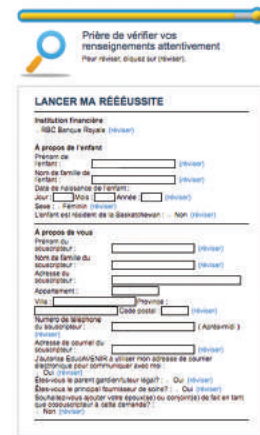 Prière de vérifier vos
renseignements attentivement
Pour réviser, cliquez sur (réviser).
LANCER MA RÉÉÉUSSITE
Institution financière
RBC Banque Royale (réviser)
À propos de l'enfant
Prénom de
l'enfant : (réviser)
Nom de famille de
l'enfant : (réviser)
Date de naissance de l'enfant :
Jour : Mois : Année : (réviser)
Sexe : Féminin (réviser)
L'enfant est résident de la Saskatchewan : Non (réviser)
À propos de vous
Prénom du
souscripteur : (réviser)
Nom de famille du
souscripteur : (réviser)
Adresse du
souscripteur :
Appartement :
Ville : Province :
Code postal : (réviser)
Numéro de téléphone
du souscripteur : ( Après-midi )
(réviser)
Adresse de courriel du
souscripteur : (réviser)
J'autorise ÉducAVENIR à utiliser mon adresse de courrier
électronique pour communiquer avec moi :
Oui (réviser)
Êtes-vous le parent gardien/tuteur légal? : Oui (réviser)
Êtes-vous le principal fournisseur de soins? : Oui (réviser)
Souhaitez-vous ajouter votre époux(se) ou conjoint(e) de fait en tant
que cosouscripteur à cette demande? :
Non (réviser)